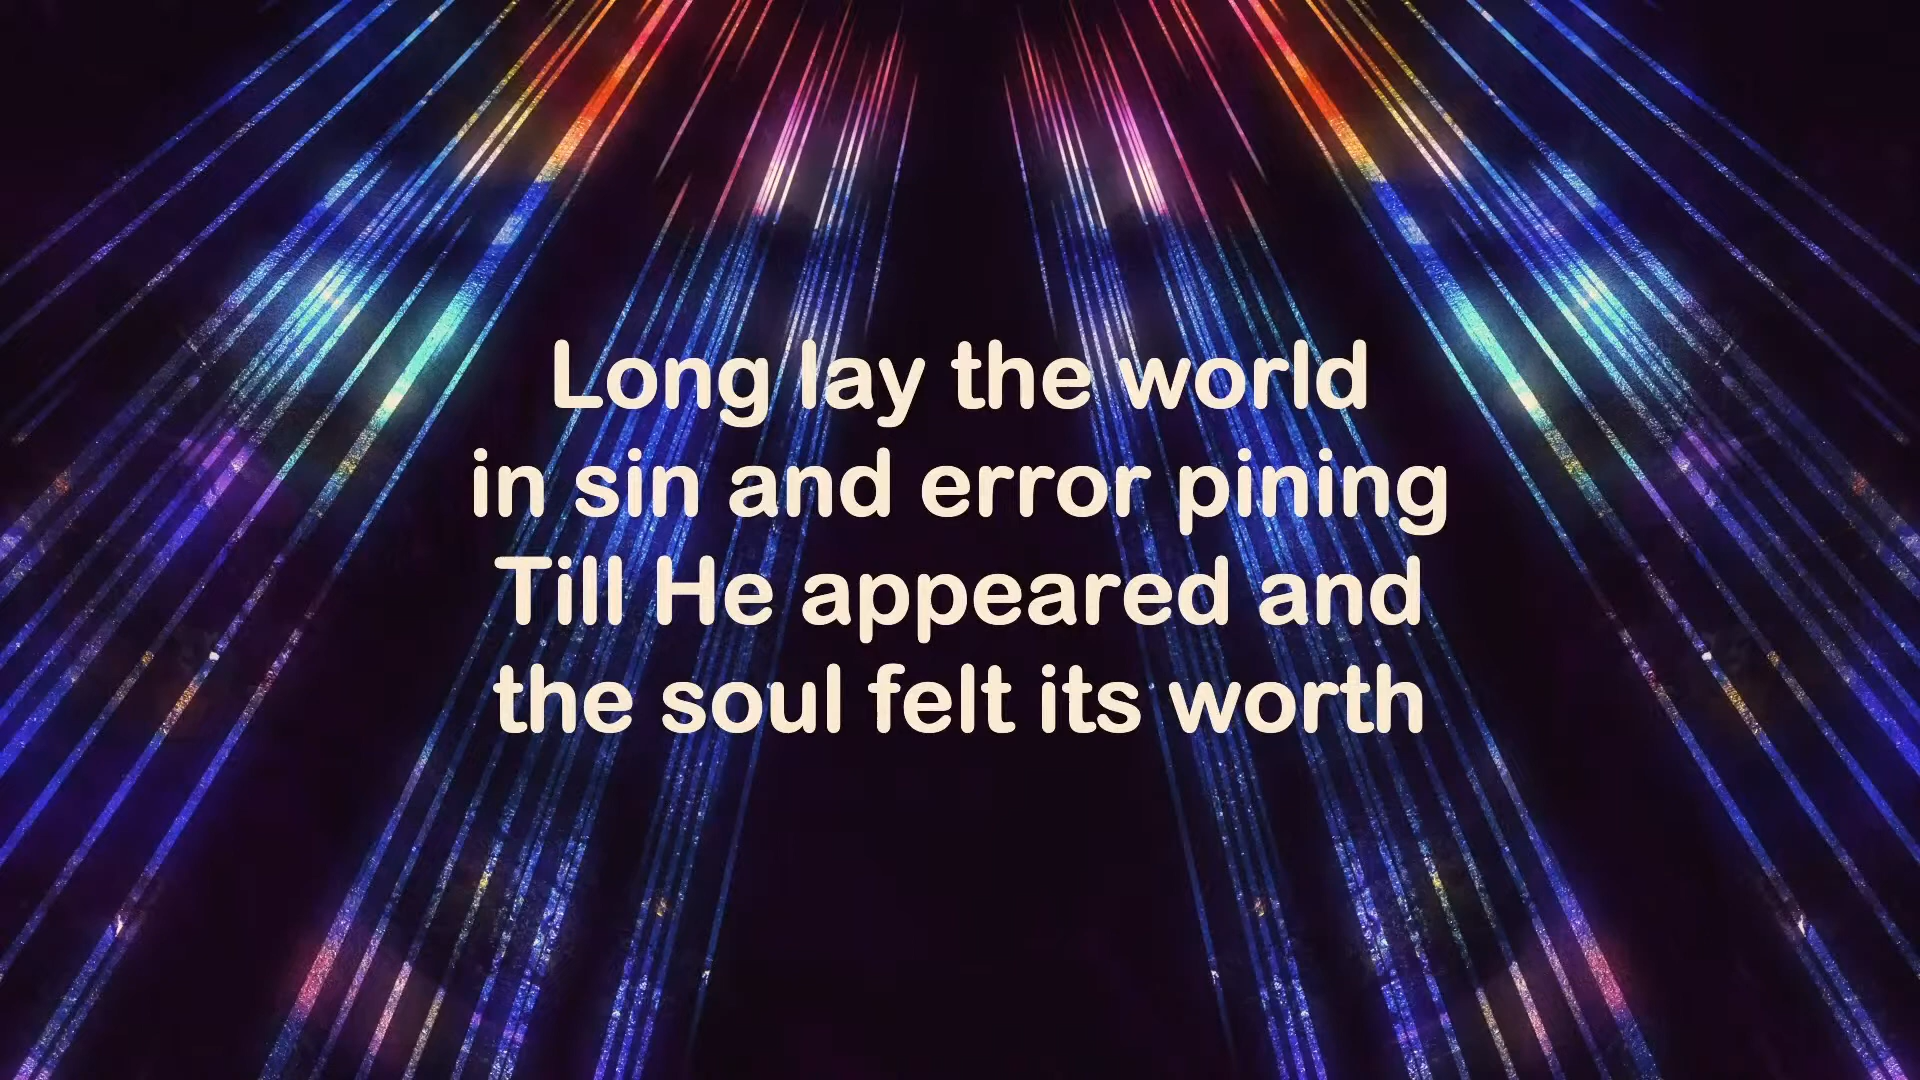 Long lay the world
in sin and error pining
Till He appeared and
the soul felt its worth